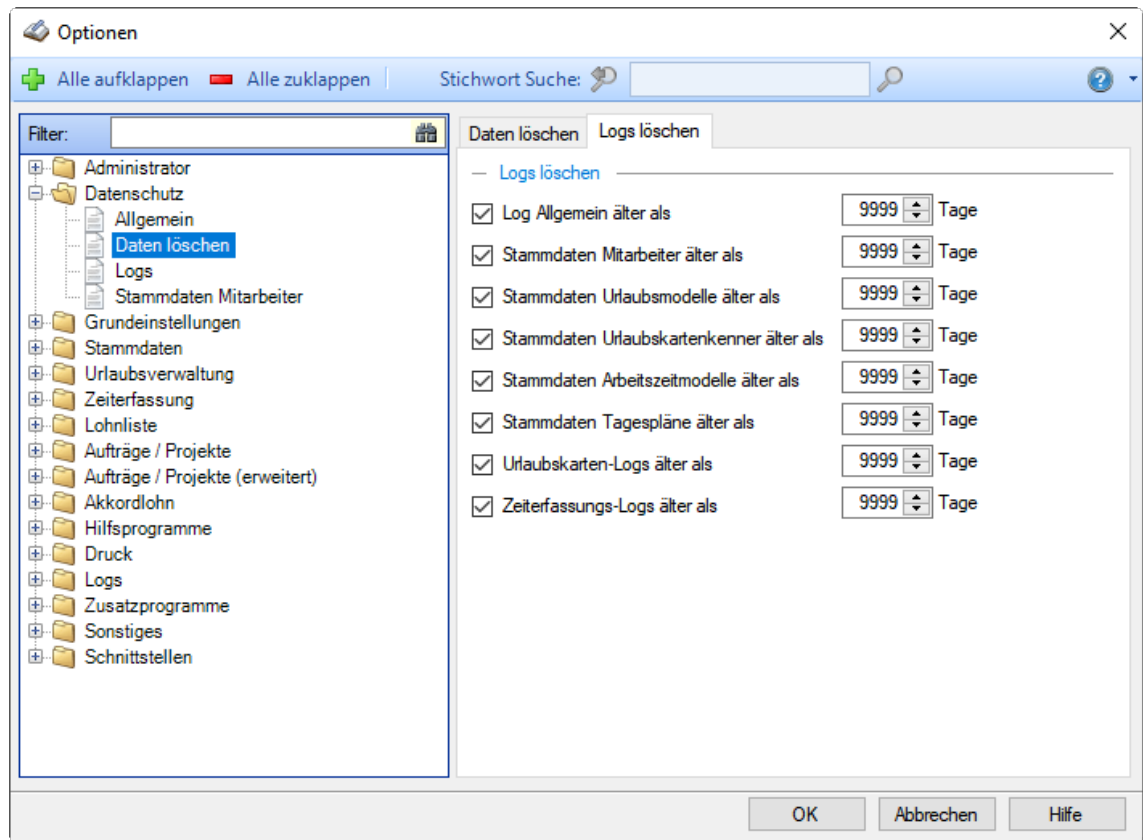 Optionen
Alle aufklappen Alle zuklappen Stichwort Suche:
Filter:
Administrator
Datenschutz
Allgemein
Daten löschen
Logs
Stammdaten Mitarbeiter
Grundeinstellungen
Stammdaten
Urlaubsverwaltung
Zeiterfassung
Lohnliste
Aufträge / Projekte
Aufträge / Projekte (erweitert)
Akkordlohn
Hilfsprogramme
Druck
Logs
Zusatzprogramme
Sonstiges
Schnittstellen
Daten löschen Logs löschen
Logs löschen
Log Allgemein älter als 9999 Tage
Stammdaten Mitarbeiter älter als 9999 Tage
Stammdaten Urlaubsmodelle älter als 9999 Tage
Stammdaten Urlaubskartenkenner älter als 9999 Tage
Stammdaten Arbeitszeitmodelle älter als 9999 Tage
Stammdaten Tagespläne älter als 9999 Tage
Urlaubskarten-Logs älter als 9999 Tage
Zeiterfassungs-Logs älter als 9999 Tage
OK Abbrechen Hilfe